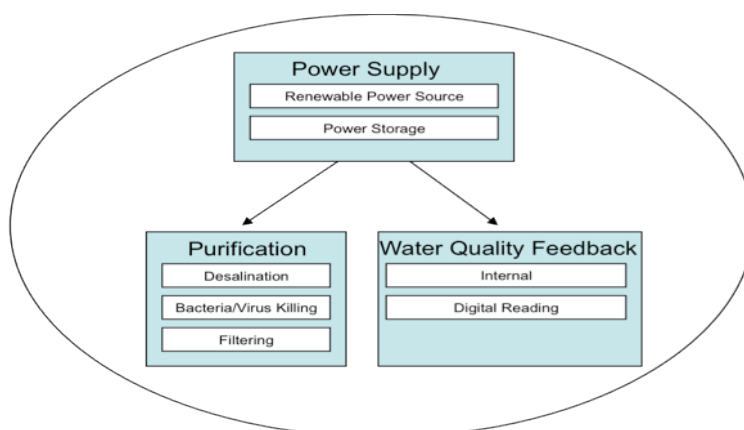 Power Supply
Renewable Power Source
Power Storage
Purification
Desalination
Bacteria/Virus Killing
Filtering
Water Quality Feedback
Internal
Digital Reading